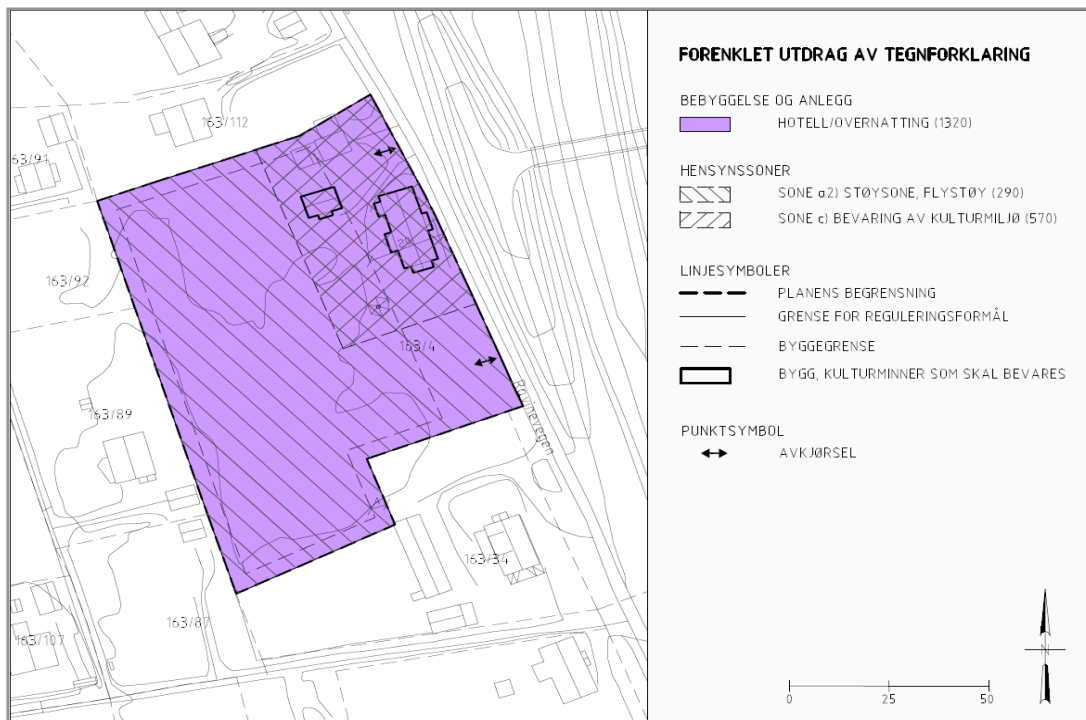 FORENKLET UTDRAG AV TEGNFORKLARING
BEBYGGELSE OG ANLEGG
HOTELL/OVERNATTING (1320)
HENSYNSSONER
SONE a2) STØYSONE, FLYSTØY (290)
SONE c) BEVARING AV KULTURMILJØ (570)
LINJESYMBOLER
PLANENS BEGRENSNING
GRENSE FOR REGULERINGSFORMÅL
BYGGEGRENSE
BYGG, KULTURMINNER SOM SKAL BEVARES
PUNKTSYMBOL
AVKJØRSEL
N
0 25 50
163/112
63/91
163/92
163/4
163/89
Ravinevegen
163/34
163/87
163/107